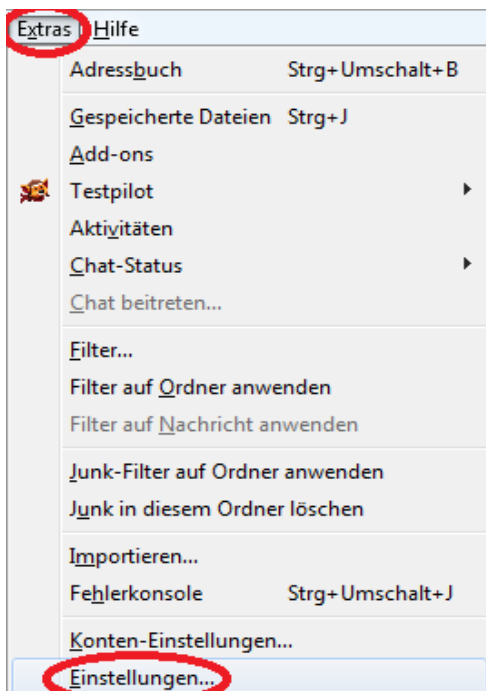 Extras Hilfe
Adressbuch Strg+Umschalt+B
Gespeicherte Dateien Strg+J
Add-ons
Testpilot
Aktivitäten
Chat-Status
Chat beitreten...
Filter...
Filter auf Ordner anwenden
Filter auf Nachricht anwenden
Junk-Filter auf Ordner anwenden
Junk in diesem Ordner löschen
Importieren...
Fehlerkonsole Strg+Umschalt+J
Konten-Einstellungen...
Einstellungen...